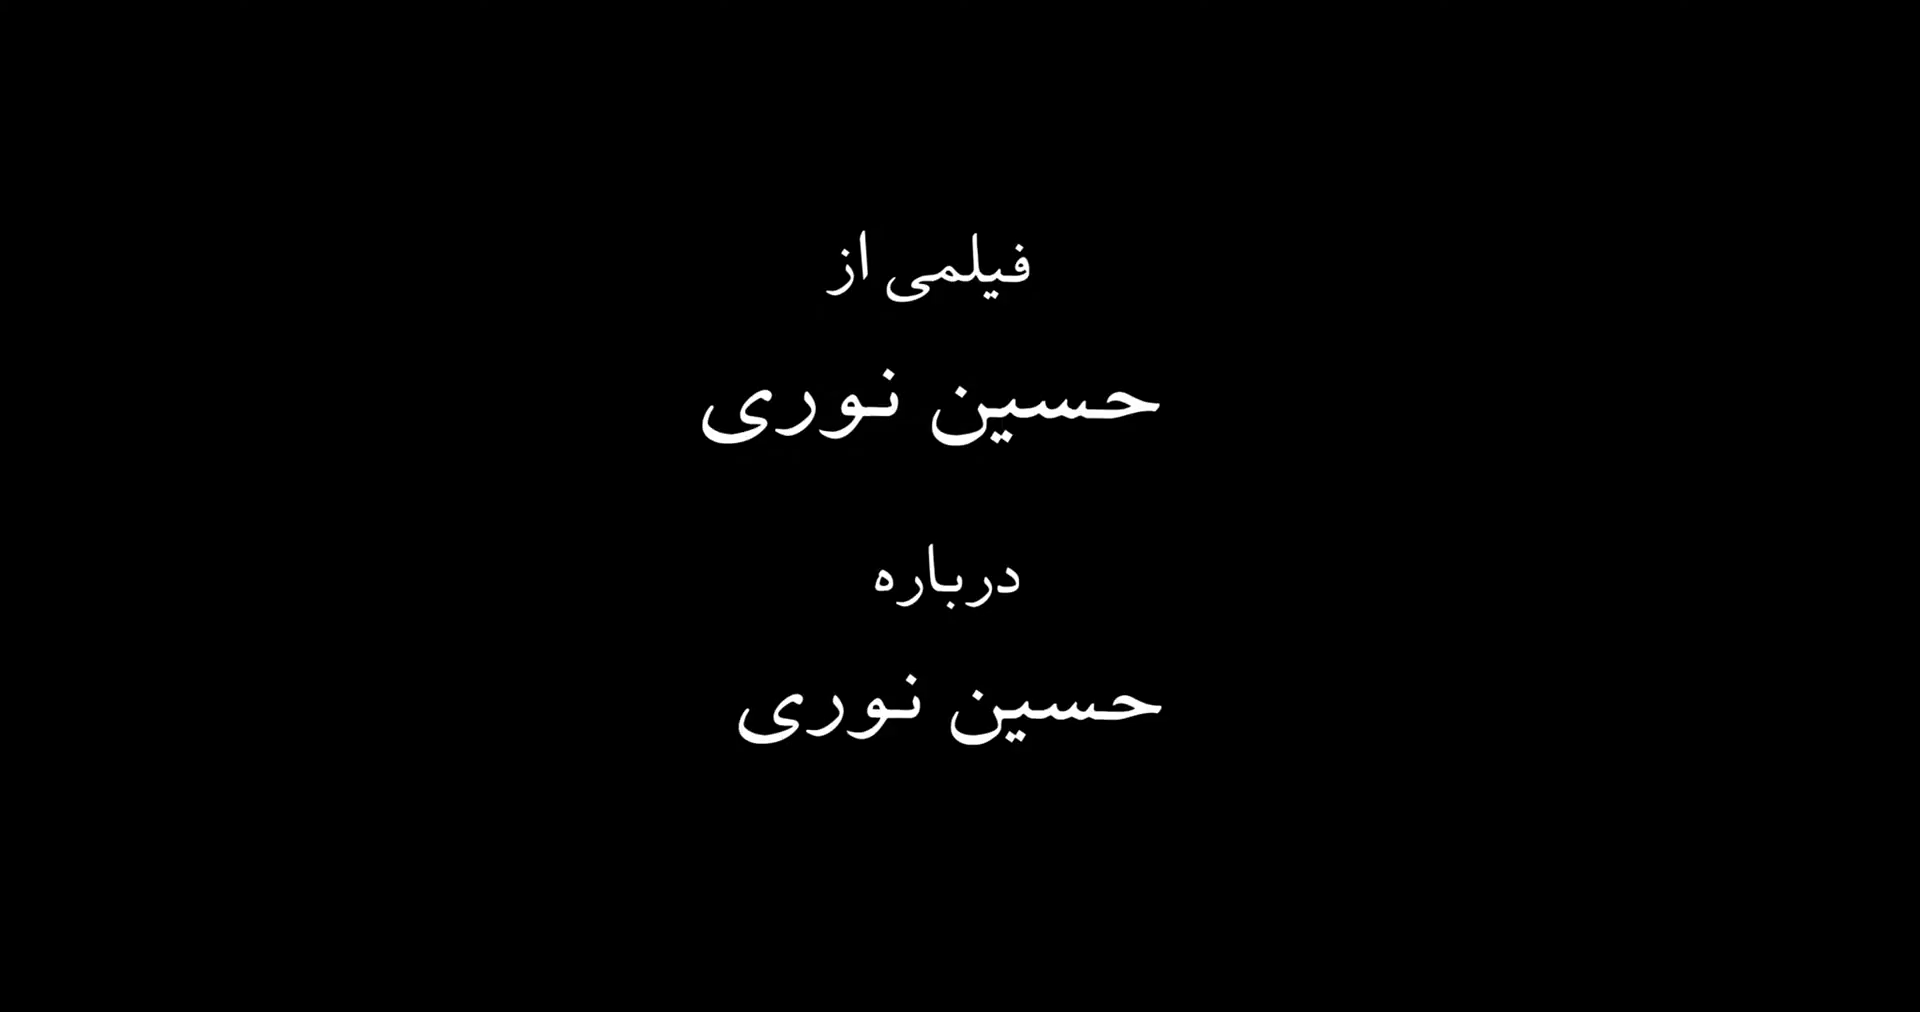 فیلمی از
حسین نوری
درباره
حسین نوری